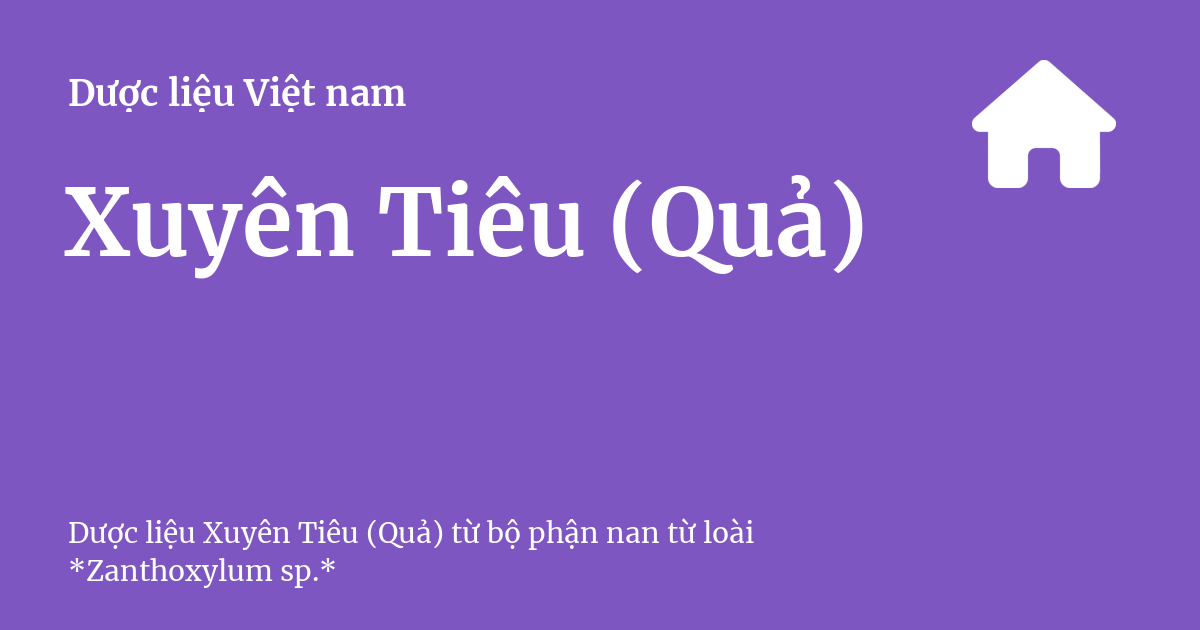 Dược liệu Việt nam
Xuyên Tiêu (Quả)
Dược liệu Xuyên Tiêu (Quả) từ bộ phận nan từ loài
*Zanthoxylum sp.*